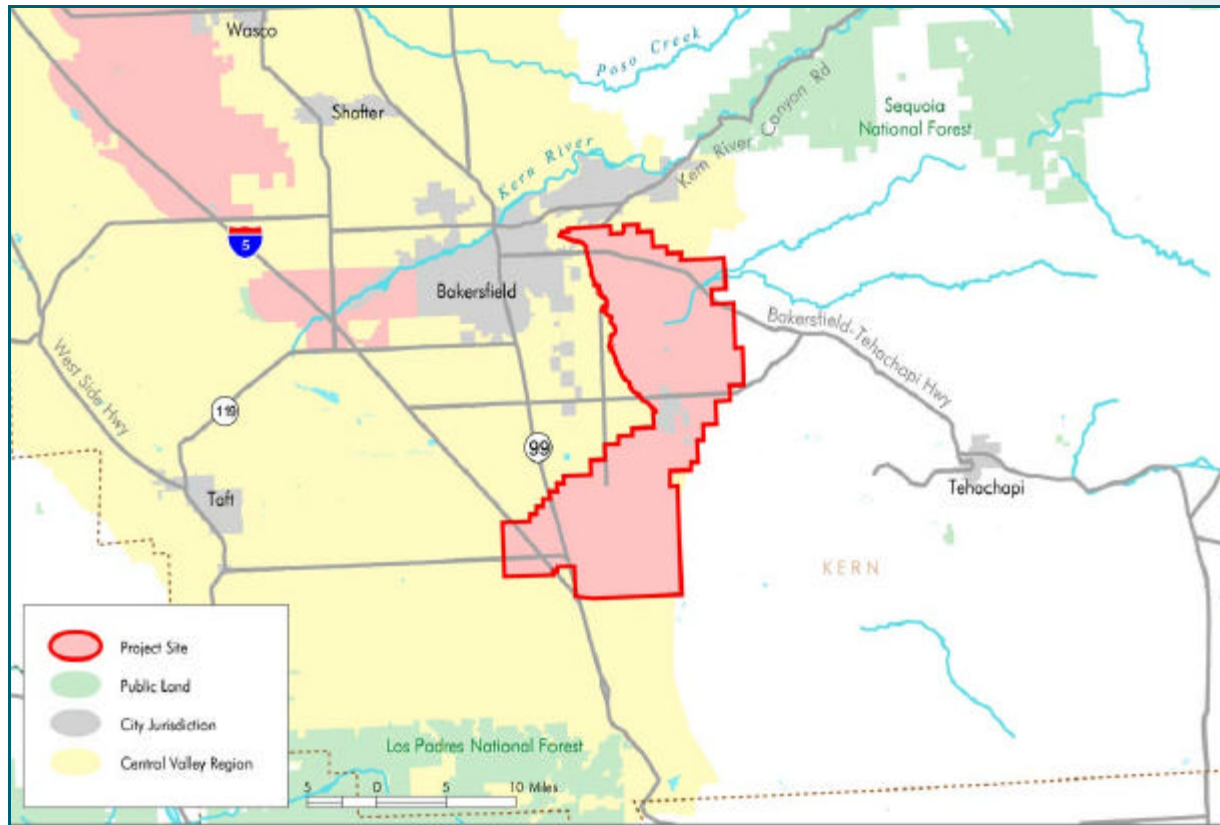 Wasco
Poso Creek
Shafter
Sequoia
National Forest
Kern River
Kern River Canyon Rd
5
Bakersfield
Bakersfield-Tehachapi Hwy
West Side Hwy
119
99
Taft
Tehachapi
KERN
Project Site
Public Land
City Jurisdiction
Central Valley Region
Los Padres National Forest
5 0 5 10 Miles